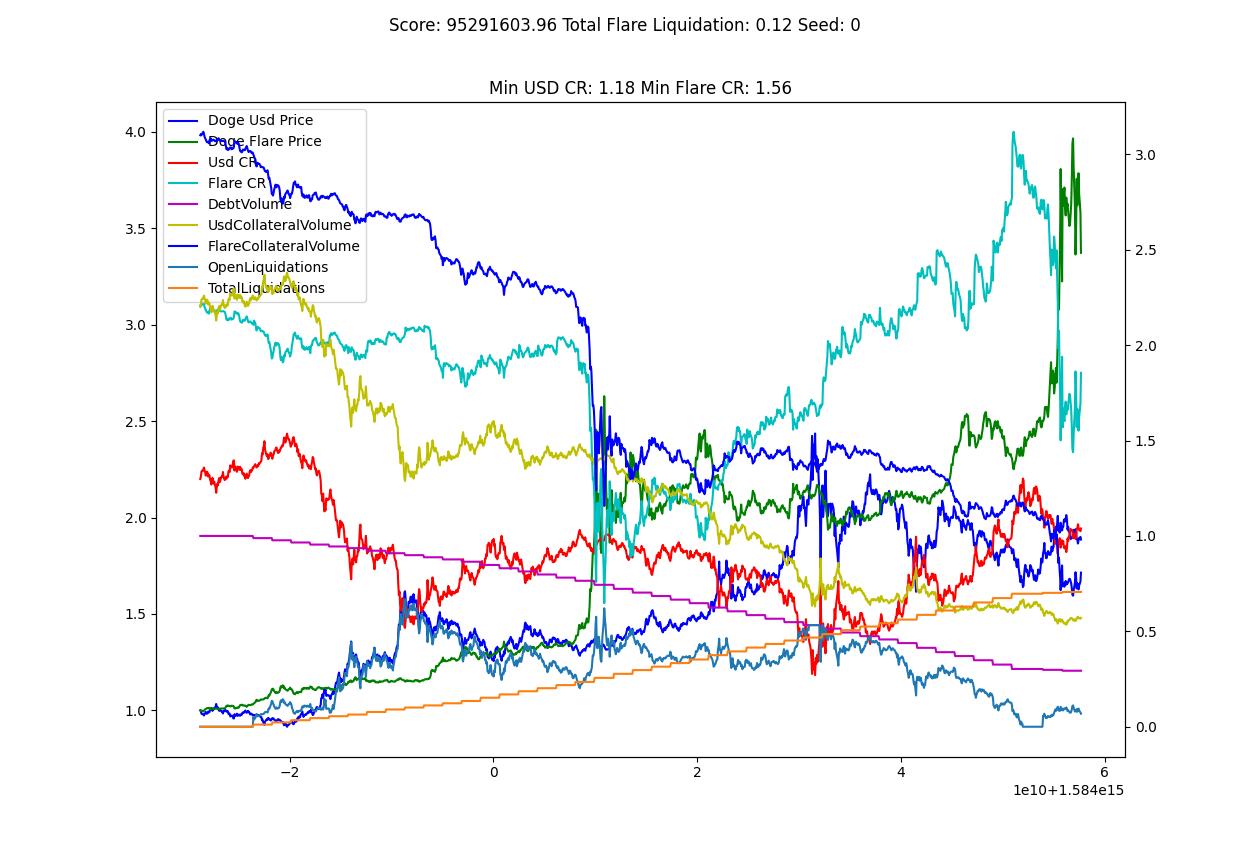 Score: 95291603.96 Total Flare Liquidation: 0.12 Seed: 0
Min USD CR: 1.18 Min Flare CR: 1.56
Doge Usd Price
Doge Flare Price
Usd CR
Flare CR
DebtVolume
UsdCollateralVolume
FlareCollateralVolume
OpenLiquidations
TotalLiquidations
4.0
3.5
3.0
2.5
2.0
1.5
1.0
3.0
2.5
2.0
1.5
1.0
0.5
0.0
−2
0
2
4
6
1e10+1.584e15